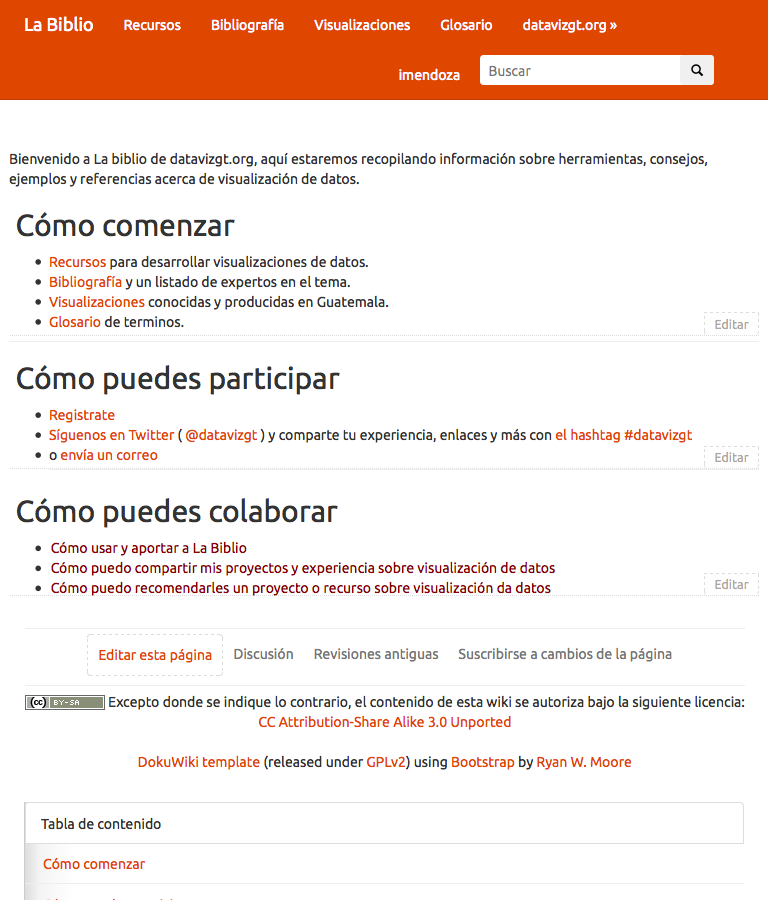 La Biblio Recursos Bibliografía Visualizaciones Glosario datavizgt.org »
imendoza Buscar
Bienvenido a La biblio de datavizgt.org, aquí estaremos recopilando información sobre herramientas, consejos,
ejemplos y referencias acerca de visualización de datos.
Cómo comenzar
Recursos para desarrollar visualizaciones de datos.
Bibliografía y un listado de expertos en el tema.
Visualizaciones conocidas y producidas en Guatemala.
Glosario de terminos.
Editar
Cómo puedes participar
Registrate
Síguenos en Twitter ( @datavizgt ) y comparte tu experiencia, enlaces y más con el hashtag #datavizgt
o envía un correo
Editar
Cómo puedes colaborar
Cómo usar y aportar a La Biblio
Cómo puedo compartir mis proyectos y experiencia sobre visualización de datos
Cómo puedo recomendarles un proyecto o recurso sobre visualización da datos
Editar
Editar esta página Discusión Revisiones antiguas Suscribirse a cambios de la página
(cc) BY-SA Excepto donde se indique lo contrario, el contenido de esta wiki se autoriza bajo la siguiente licencia:
CC Attribution-Share Alike 3.0 Unported
DokuWiki template (released under GPLv2) using Bootstrap by Ryan W. Moore
Tabla de contenido
Cómo comenzar